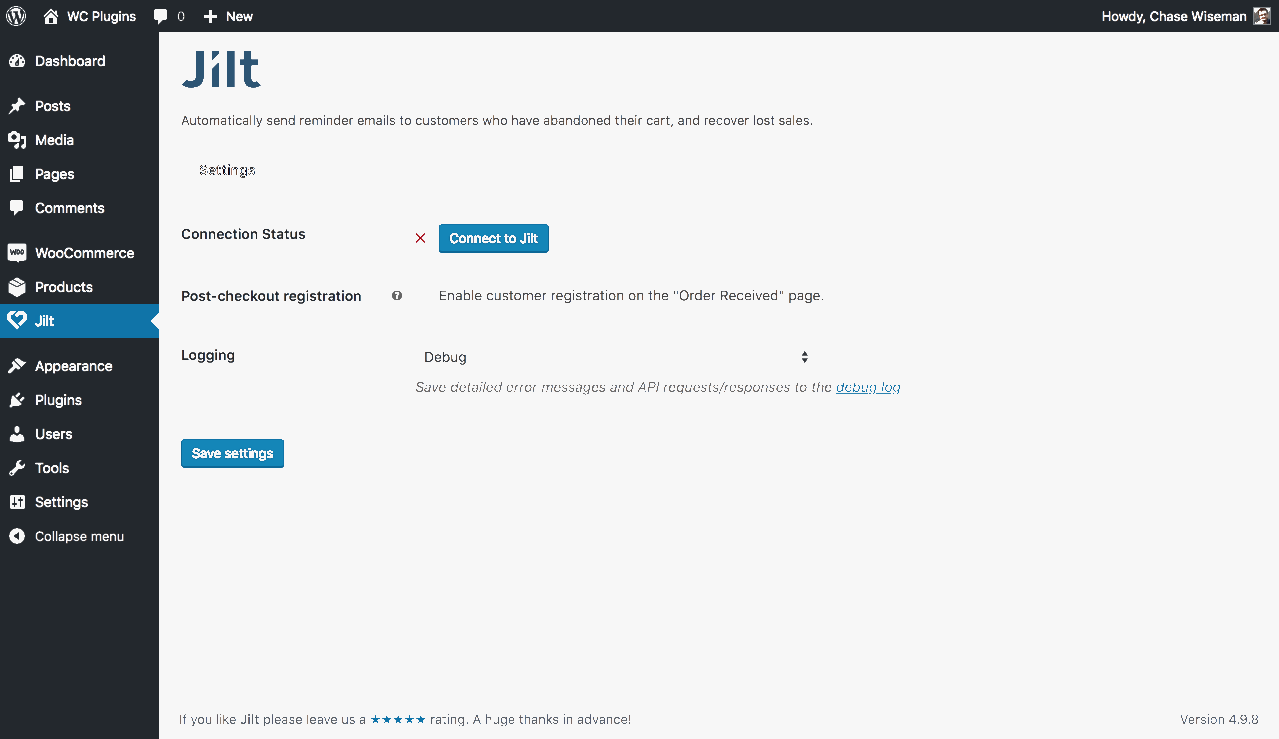 WC Plugins 0 New Howdy, Chase Wiseman
Dashboard
Posts
Media
Pages
Comments
WOO WooCommerce
Products
Jilt
Appearance
Plugins
Users
Tools
Settings
Collapse menu
Jilt
Automatically send reminder emails to customers who have abandoned their cart, and recover lost sales.
Settings
Connection Status Connect to Jilt
Post-checkout registration ? Enable customer registration on the "Order Received" page.
Logging Debug
Save detailed error messages and API requests/responses to the debug log
Save settings
If you like Jilt please leave us a ★★★★★ rating. A huge thanks in advance! Version 4.9.8